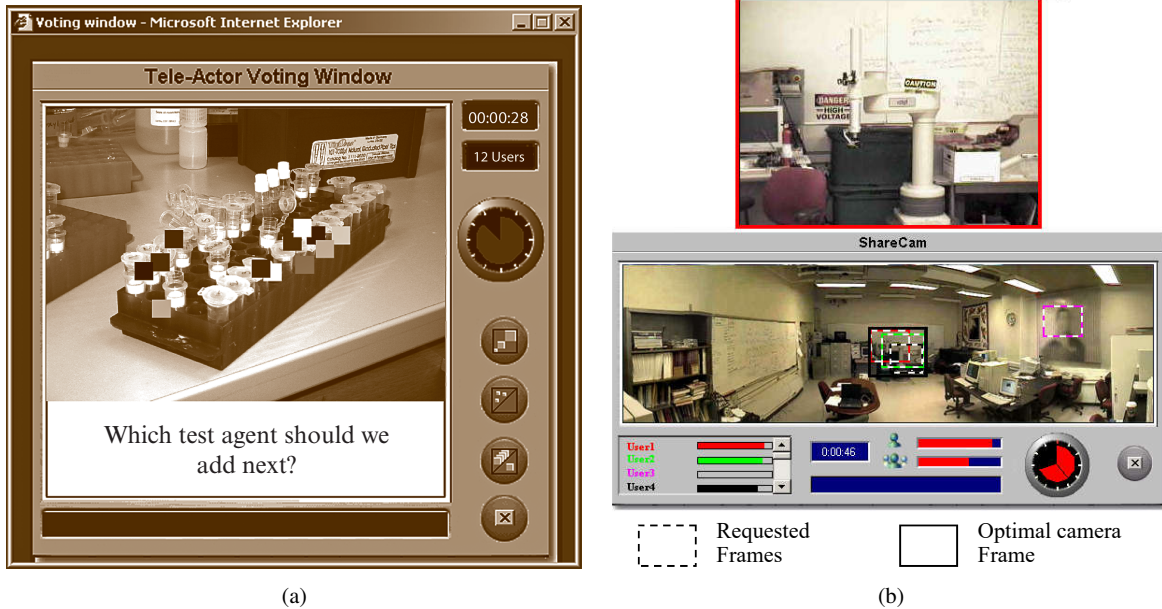 Voting window - Microsoft Internet Explorer
Tele-Actor Voting Window
00:00:28
12 Users
Which test agent should we
add next?
(a)
CAUTION
DANGER
HIGH
VOLTAGE
ShareCam
User1
User2
User3
User4
0:00:46
Requested
Frames
Optimal camera
Frame
(b)